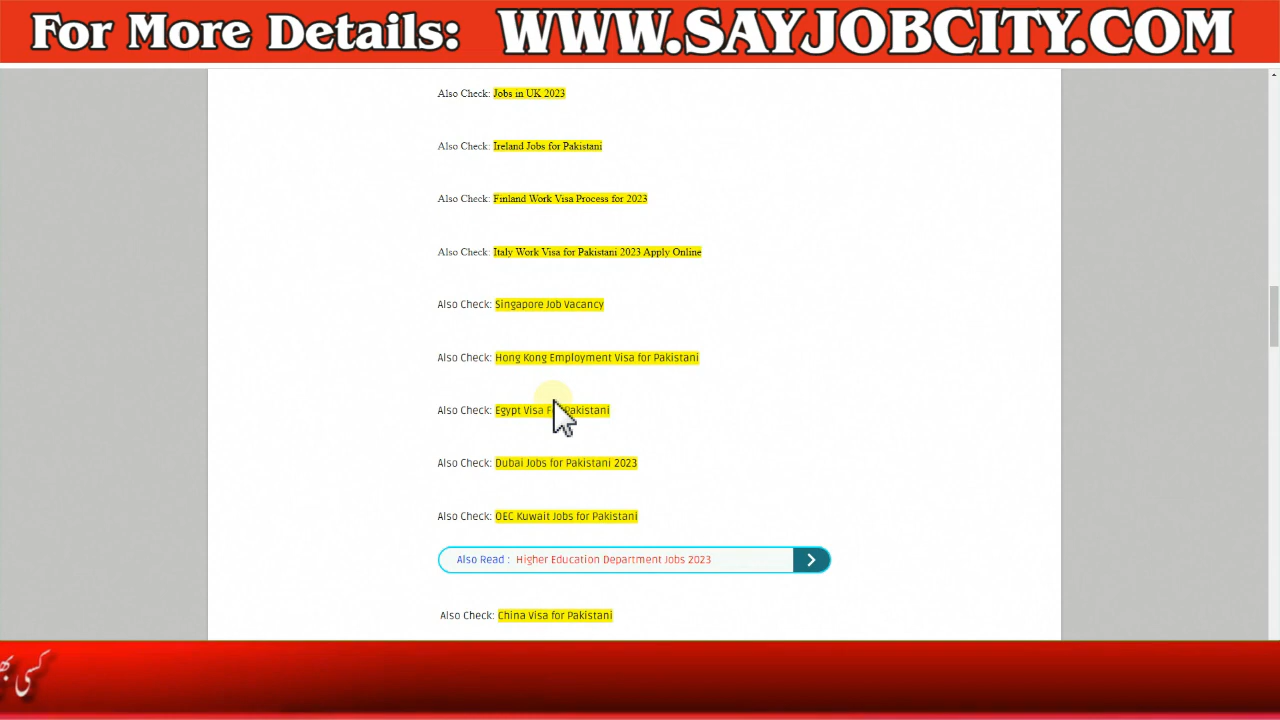 For More Details: WWW.SAYJOBCITY.COM
Also Check: Jobs in UK 2023
Also Check: Ireland Jobs for Pakistani
Also Check: Finland Work Visa Process for 2023
Also Check: Italy Work Visa for Pakistani 2023 Apply Online
Also Check: Singapore Job Vacancy
Also Check: Hong Kong Employment Visa for Pakistani
Also Check: Egypt Visa For Pakistani
Also Check: Dubai Jobs for Pakistani 2023
Also Check: OEC Kuwait Jobs for Pakistani
Also Read : Higher Education Department Jobs 2023
Also Check: China Visa for Pakistani
کسی